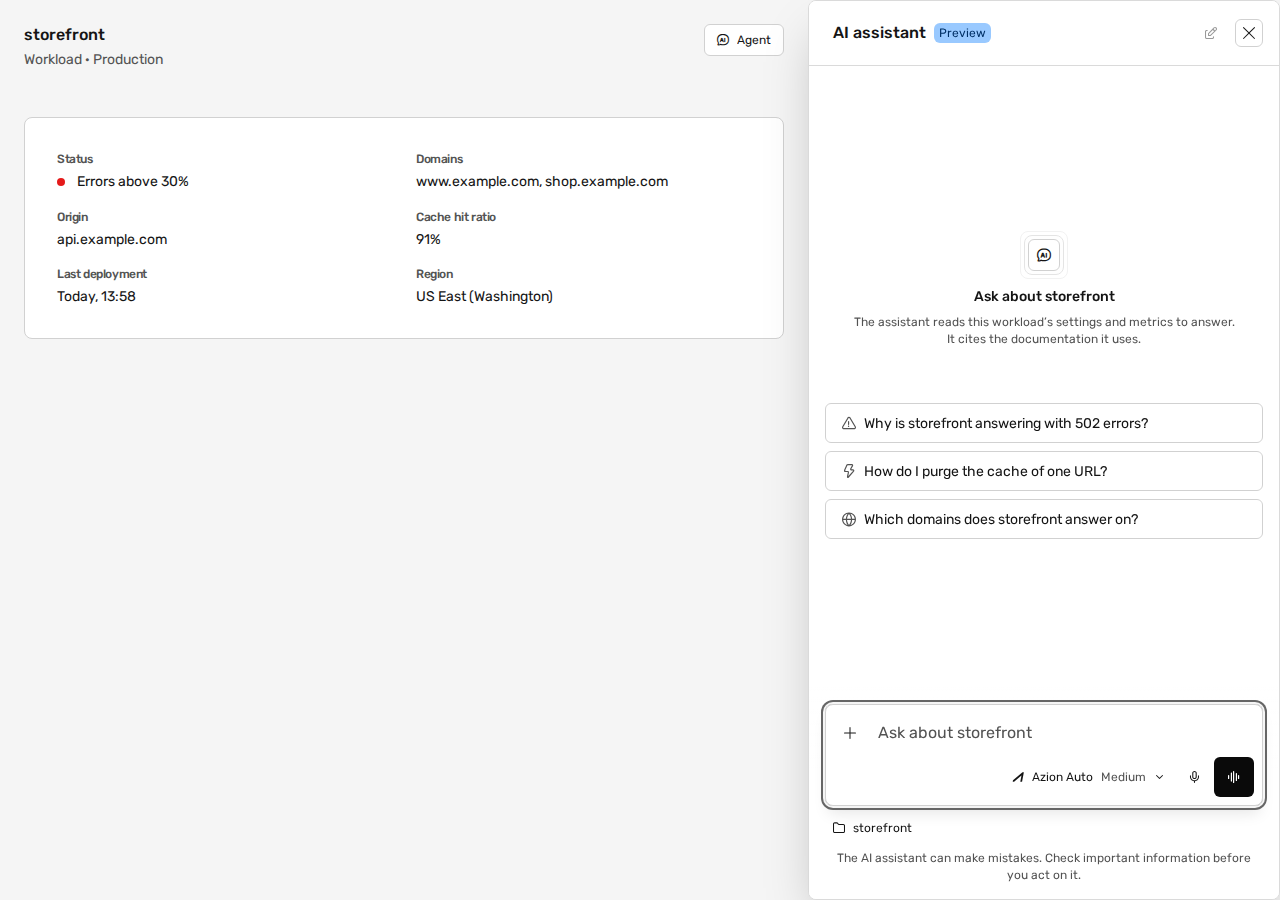 storefront
Workload • Production
Agent
Status
Errors above 30%
Domains
www.example.com, shop.example.com
Origin
api.example.com
Cache hit ratio
91%
Last deployment
Today, 13:58
Region
US East (Washington)
AI assistant
Preview
AI
Ask about storefront
The assistant reads this workload's settings and metrics to answer.
It cites the documentation it uses.
Why is storefront answering with 502 errors?
How do I purge the cache of one URL?
Which domains does storefront answer on?
Ask about storefront
Azion Auto Medium
storefront
The AI assistant can make mistakes. Check important information before
you act on it.